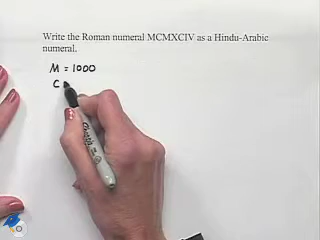 Write the Roman numeral MCMXCIV as a Hindu-Arabic
numeral.
M = 1000
C